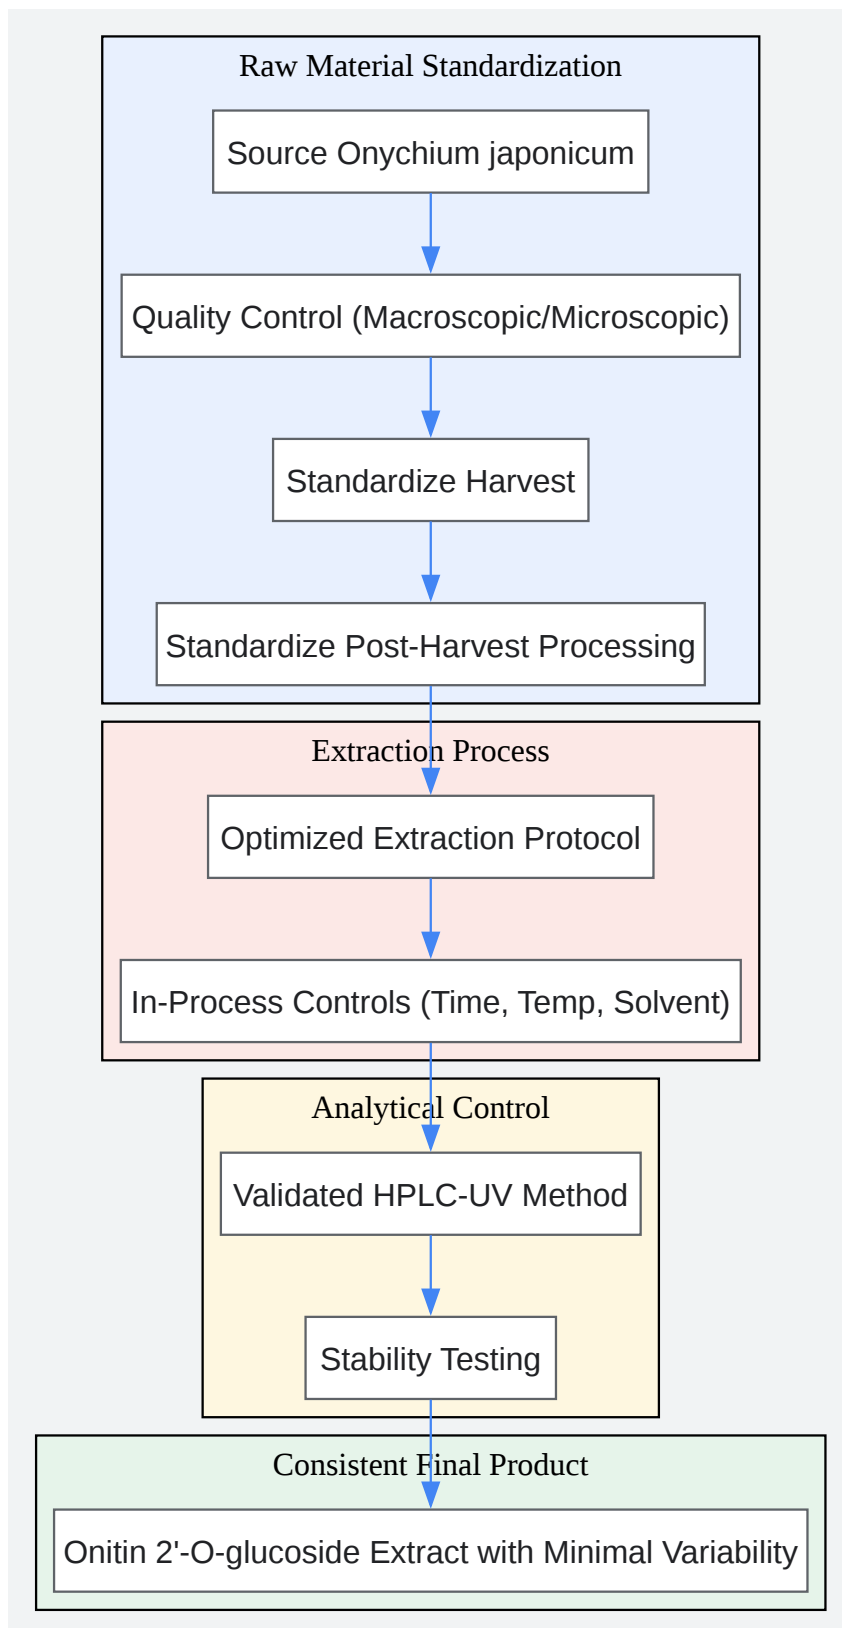 Raw Material Standardization
Source Onychium japonicum
Quality Control (Macroscopic/Microscopic)
Standardize Harvest
Standardize Post-Harvest Processing
Extraction Process
Optimized Extraction Protocol
In-Process Controls (Time, Temp, Solvent)
Analytical Control
Validated HPLC-UV Method
Stability Testing
Consistent Final Product
Onitin 2'-O-glucoside Extract with Minimal Variability